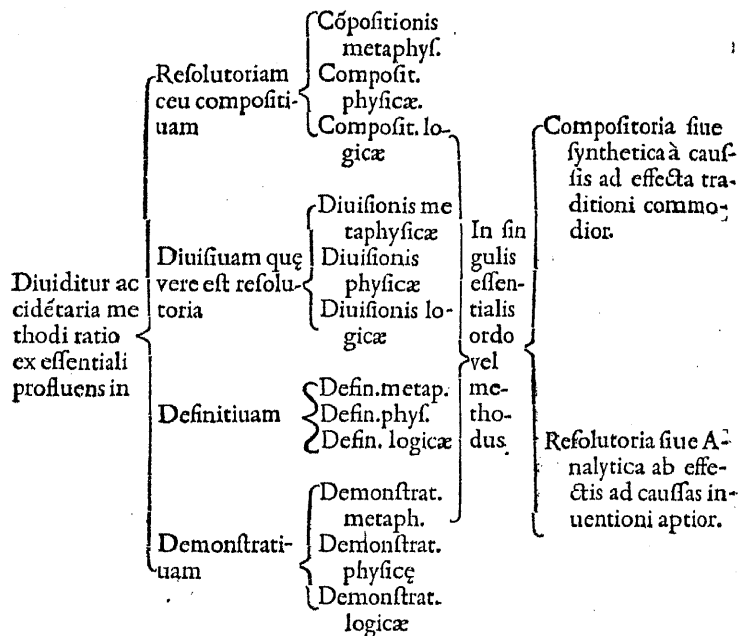 Diuiditur ac
cidẽtaria me
thodi ratio
ex eſſentiali
profluens in
Reſolutoriam
ceu compoſiti-
uam
Cõpoſitionis
metaphyſ.
Compoſit.
phyſicæ.
Compoſit. lo-
gicæ
Diuiſiuam quę
vere eſt reſolu-
toria
Diuiſionis me
taphyſicæ
Diuiſionis
phyſicæ
Diuiſionis lo-
gicæ
Definitiuam
Defin.metap.
Defin.phyſ.
Defin. logicæ
Demonſtrati-
uam
Demonſtrat.
metaph.
Demonſtrat.
phyſicę
Demonſtrat.
logicæ
In ſin
gulis
eſſen-
tialis
ordo
vel
me-
tho-
dus.
Compoſitoria ſiue
ſynthetica à cauſ-
ſis ad effecta tra-
ditioni commo-
dior.
Reſolutoria ſiue A-
nalytica ab effe-
ctis ad cauſſas in-
uentioni aptior.